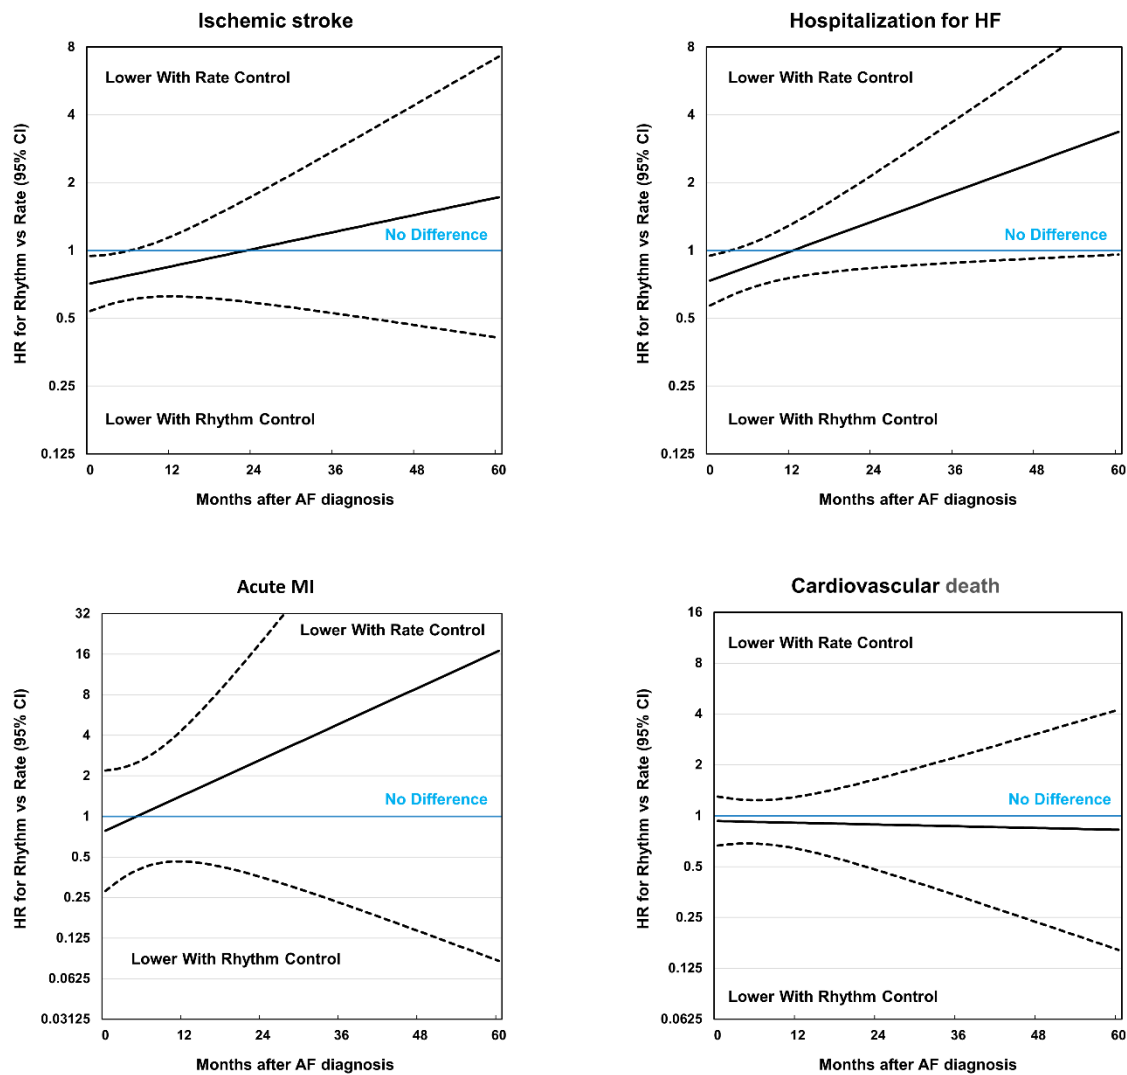 Ischemic stroke
HR for Rhythm vs Rate (95% CI)
8
4
2
1
0.5
0.25
0.125
Lower With Rate Control
No Difference
Lower With Rhythm Control
0 12 24 36 48 60
Months after AF diagnosis
Hospitalization for HF
HR for Rhythm vs Rate (95% CI)
8
4
2
1
0.5
0.25
0.125
Lower With Rate Control
No Difference
Lower With Rhythm Control
0 12 24 36 48 60
Months after AF diagnosis
Acute MI
HR for Rhythm vs Rate (95% CI)
32
16
8
4
2
1
0.5
0.25
0.125
0.0625
0.03125
Lower With Rate Control
No Difference
Lower With Rhythm Control
0 12 24 36 48 60
Months after AF diagnosis
Cardiovascular death
HR for Rhythm vs Rate (95% CI)
16
8
4
2
1
0.5
0.25
0.125
0.0625
Lower With Rate Control
No Difference
Lower With Rhythm Control
0 12 24 36 48 60
Months after AF diagnosis